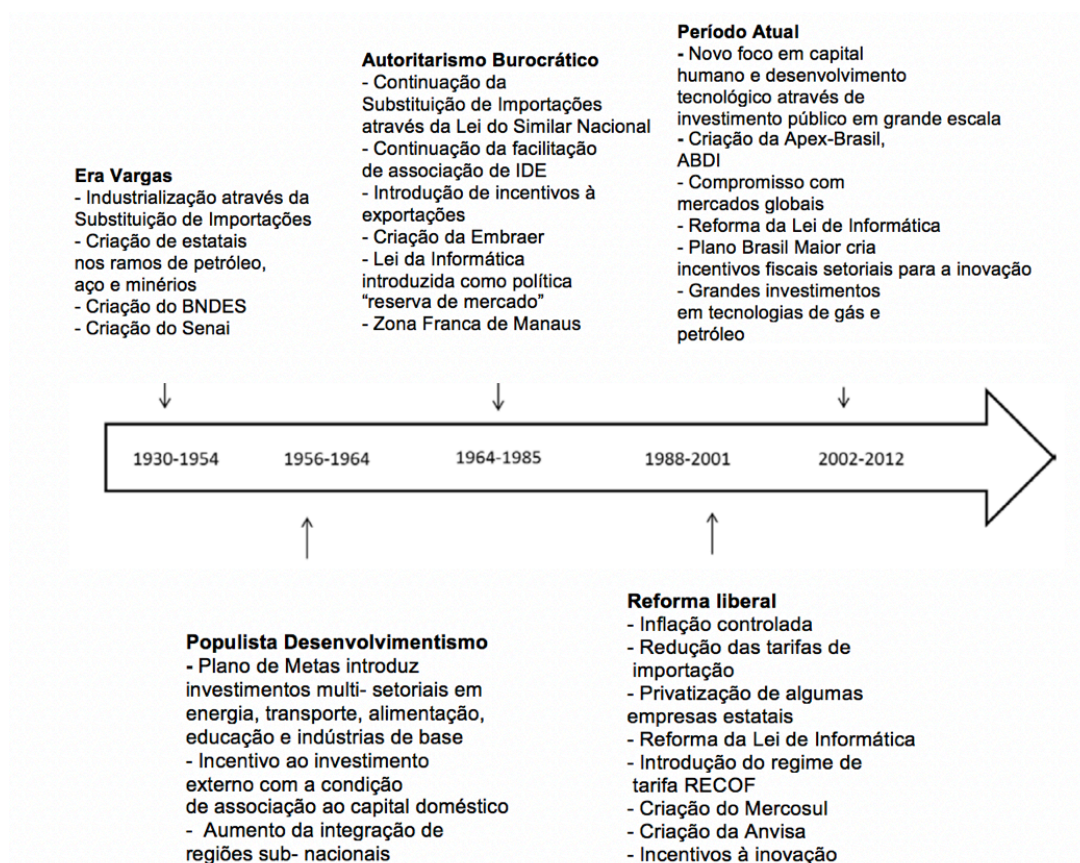 Era Vargas
- Industrialização através da
Substituição de Importações
- Criação de estatais
nos ramos de petróleo,
aço e minérios
- Criação do BNDES
- Criação do Senai
Autoritarismo Burocrático
- Continuação da
Substituição de Importações
através da Lei do Similar Nacional
- Continuação da facilitação
de associação de IDE
- Introdução de incentivos à
exportações
- Criação da Embraer
- Lei da Informática
introduzida como política
“reserva de mercado”
- Zona Franca de Manaus
Período Atual
- Novo foco em capital
humano e desenvolvimento
tecnológico através de
investimento público em grande escala
- Criação da Apex-Brasil,
ABDI
- Compromisso com
mercados globais
- Reforma da Lei de Informática
- Plano Brasil Maior cria
incentivos fiscais setoriais para a inovação
- Grandes investimentos
em tecnologias de gás e
petróleo
1930-1954 1956-1964 1964-1985 1988-2001 2002-2012
Populista Desenvolvimentismo
- Plano de Metas introduz
investimentos multi- setoriais em
energia, transporte, alimentação,
educação e indústrias de base
- Incentivo ao investimento
externo com a condição
de associação ao capital doméstico
- Aumento da integração de
regiões sub- nacionais
Reforma liberal
- Inflação controlada
- Redução das tarifas de
importação
- Privatização de algumas
empresas estatais
- Reforma da Lei de Informática
- Introdução do regime de
tarifa RECOF
- Criação do Mercosul
- Criação da Anvisa
- Incentivos à inovação